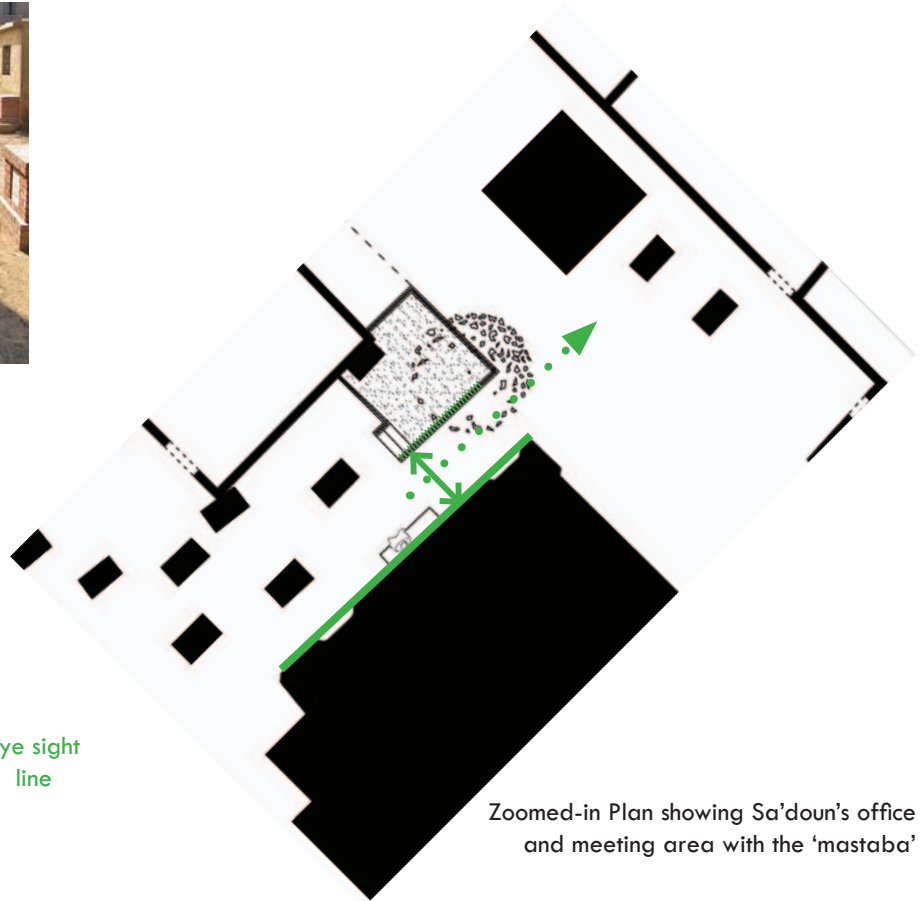 ye sight
line
Zoomed-in Plan showing Sa’doun’s office
and meeting area with the ‘mastaba’